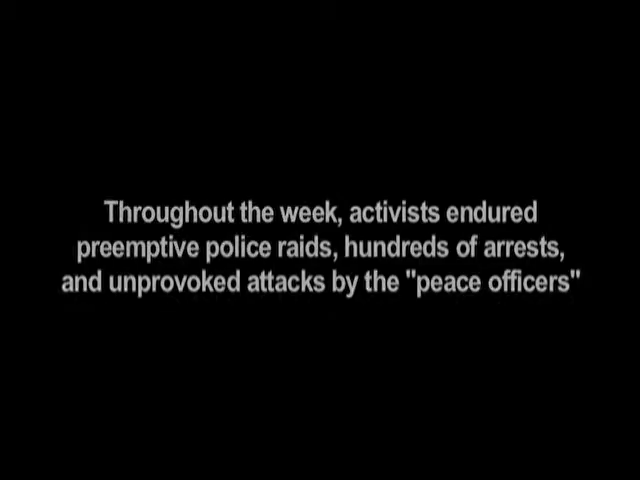 Throughout the week, activists endured
preemptive police raids, hundreds of arrests,
and unprovoked attacks by the "peace officers"